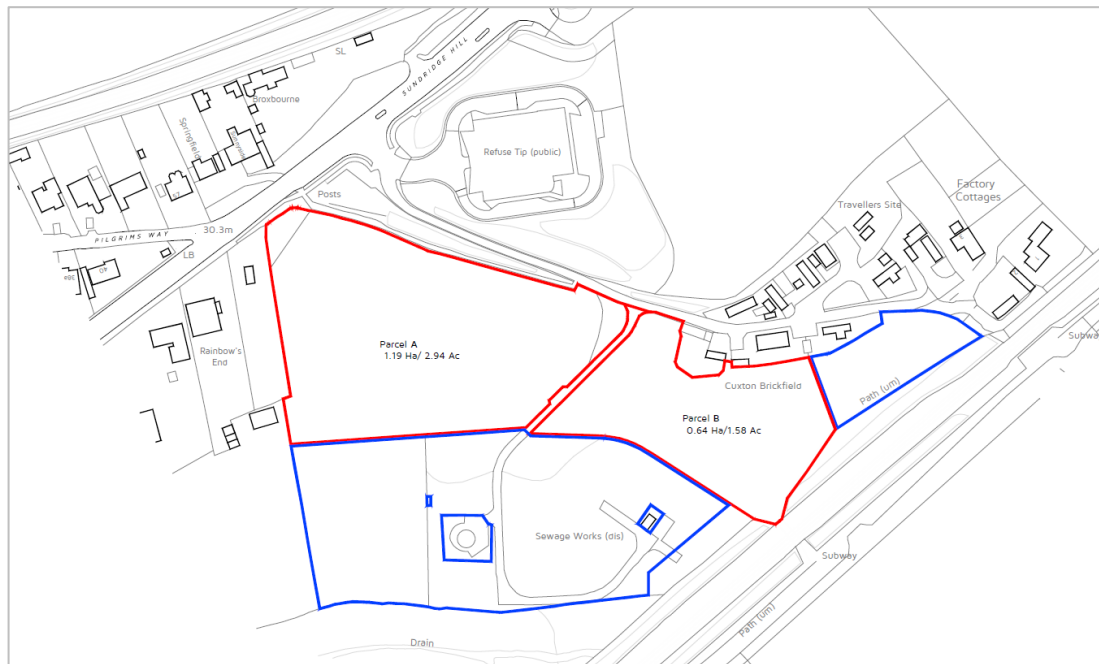 SL
SUNDRIDGE HILL
Broxbourne
Springfield
Refuse Tip (public)
Factory
Cottages
Travellers Site
Posts
24
30.3m
PILGRIMS WAY
LB
40
38a
Subway
Parcel A
1.19 Ha/ 2.94 Ac
Rainbow's
End
Cuxton Brickfield
Path (um)
Parcel B
0.64 Ha/1.58 Ac
Sewage Works (dis)
Subway
Path (um)
Drain